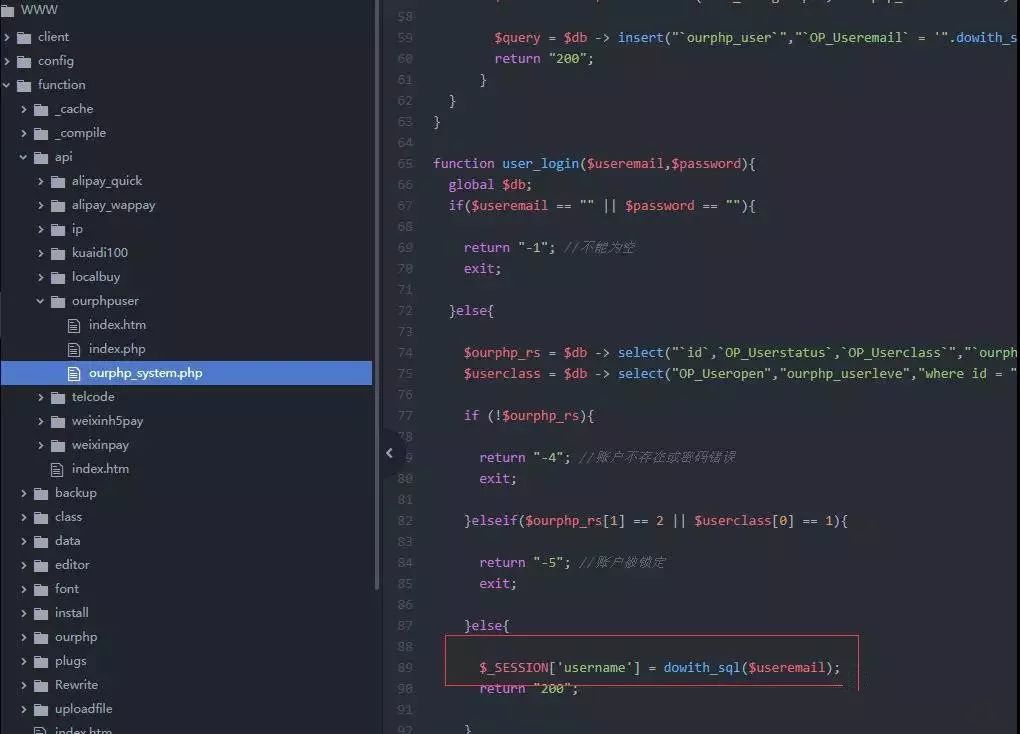 WWW
client
config
function
_cache
_compile
api
alipay_quick
alipay_wappay
ip
kuaidi100
localbuy
ourphpuser
index.htm
index.php
ourphp_system.php
telcode
weixinh5pay
weixinpay
index.htm
backup
class
data
editor
font
install
ourphp
plugs
Rewrite
uploadfile
index.htm
58
59 $query = $db -> insert("`ourphp_user`","`OP_Useremail` = '".dowith_s
60 return "200";
61 }
62 }
63 }
64
65 function user_login($useremail,$password){
66 global $db;
67 if($useremail == "" || $password == ""){
68
69 return "-1"; //不能为空
70 exit;
71
72 }else{
73
74 $ourphp_rs = $db -> select("`id`,`OP_Userstatus`,`OP_Userclass`","`ourph
75 $userclass = $db -> select("OP_Useropen","ourphp_userleve","where id = "
76
77 if (!$ourphp_rs){
78
9 return "-4"; //账户不存在或密码错误
80 exit;
81
82 }elseif($ourphp_rs[1] == 2 || $userclass[0] == 1){
83
84 return "-5"; //账户被锁定
85 exit;
86
87 }else{
88
89 $_SESSION['username'] = dowith_sql($useremail);
90 return "200";
91
92 }